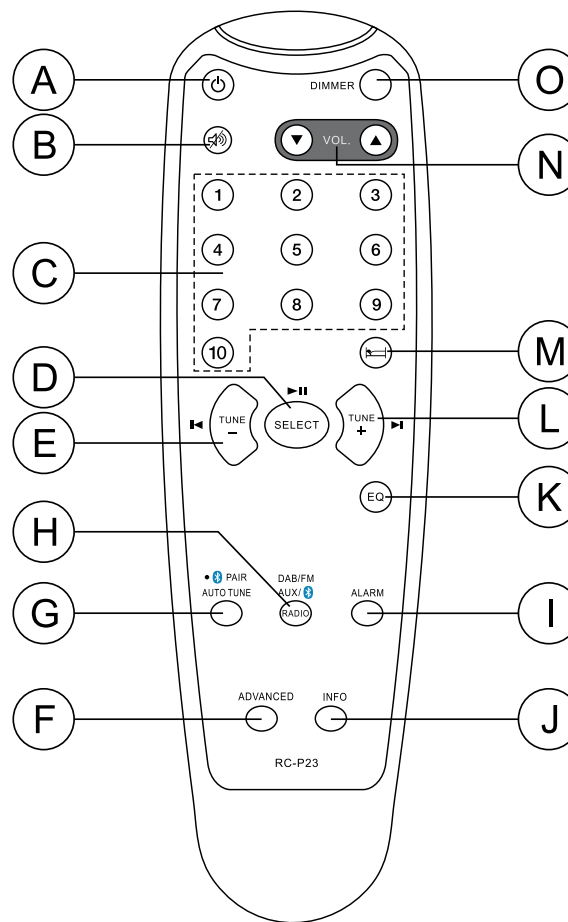 A
DIMMER
O
B
VOL.
N
1 2 3
4 5 6
C
7 8 9
10
M
D
TUNE
SELECT
TUNE
L
E
- +
EQ
K
H
PAIR
DAB/FM
AUTO TUNE
AUX/
ALARM
G
RADIO
I
ADVANCED
INFO
F
J
RC-P23